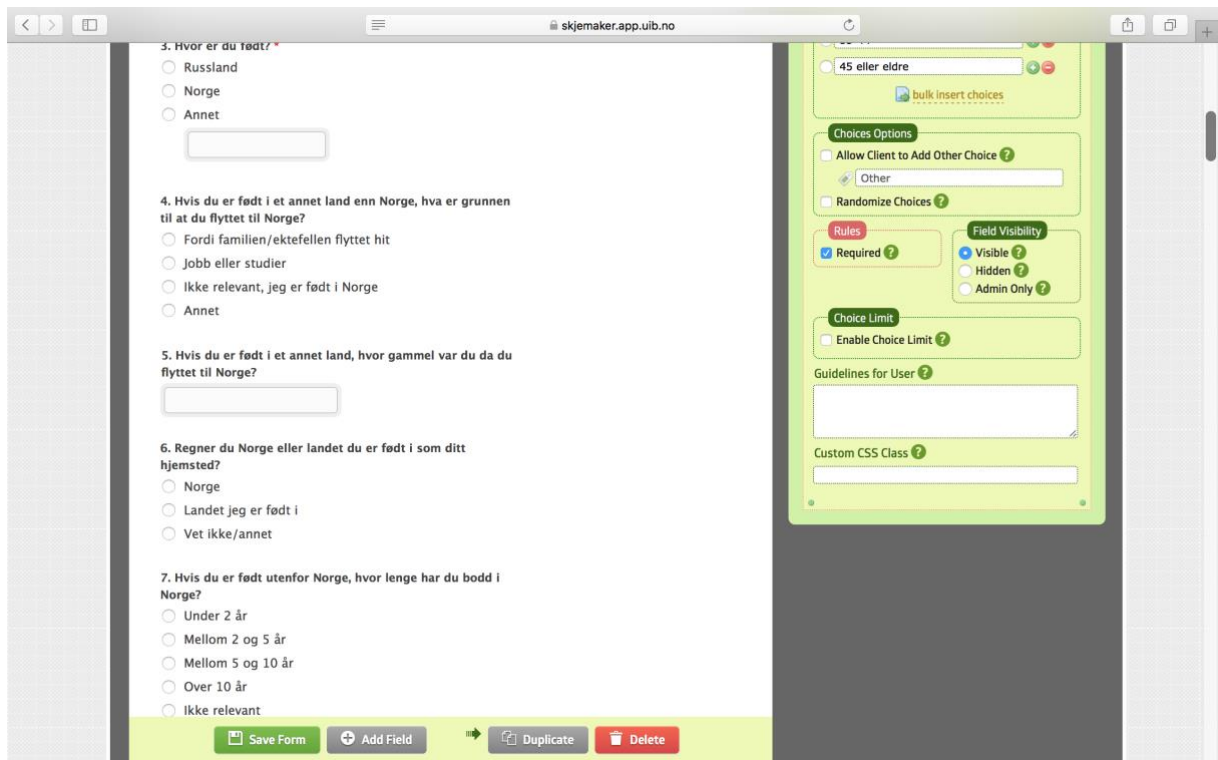 skjemaker.app.uib.no
3. Hvor er du født? *
Russland
Norge
Annet
4. Hvis du er født i et annet land enn Norge, hva er grunnen
til at du flyttet til Norge?
Fordi familien/ektefellen flyttet hit
Jobb eller studier
Ikke relevant, jeg er født i Norge
Annet
5. Hvis du er født i et annet land, hvor gammel var du da du
flyttet til Norge?
6. Regner du Norge eller landet du er født i som ditt
hjemsted?
Norge
Landet jeg er født i
Vet ikke/annet
7. Hvis du er født utenfor Norge, hvor lenge har du bodd i
Norge?
Under 2 år
Mellom 2 og 5 år
Mellom 5 og 10 år
Over 10 år
Ikke relevant
Save Form
Add Field
Duplicate
Delete
45 eller eldre
bulk insert choices
Choices Options
Allow Client to Add Other Choice ?
Other
Randomize Choices ?
Rules
Required ?
Field Visibility
Visible ?
Hidden ?
Admin Only ?
Choice Limit
Enable Choice Limit ?
Guidelines for User ?
Custom CSS Class ?